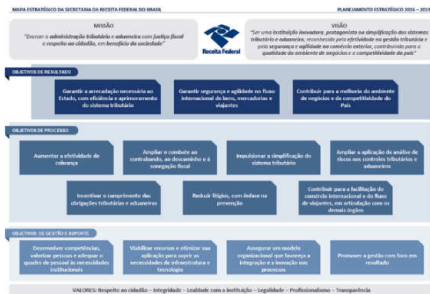 MAPA ESTRATÉGICO DA SECRETARIA DA RECEITA FEDERAL DO BRASIL
PLANEJAMENTO ESTRATÉGICO 2016 – 2019
MISSÃO
"Exercer a administração tributária e aduaneira com justiça fiscal
e respeito ao cidadão, em benefício da sociedade"
Receita Federal
VISÃO
"Ser uma instituição inovadora, protagonista na simplificação dos sistemas
tributário e aduaneiro, reconhecida pela efetividade na gestão tributária e
pela segurança e agilidade no comércio exterior, contribuindo para a
qualidade do ambiente de negócios e a competitividade do país"
OBJETIVOS DE RESULTADO
Garantir a arrecadação necessária ao
Estado, com eficiência e aprimoramento
do sistema tributário
Garantir segurança e agilidade no fluxo
internacional de bens, mercadorias e
viajantes
Contribuir para a melhoria do ambiente
de negócios e da competitividade do
País
OBJETIVOS DE PROCESSO
Aumentar a efetividade da
cobrança
Ampliar o combate ao
contrabando, ao descaminho e à
sonegação fiscal
Impulsionar a simplificação do
sistema tributário
Ampliar a aplicação da análise de
riscos nos controles tributários e
aduaneiros
Incentivar o cumprimento das
obrigações tributárias e aduaneiras
Reduzir litígios, com ênfase na
prevenção
Contribuir para a facilitação do
comércio internacional e do fluxo
de viajantes, em articulação com os
demais órgãos
OBJETIVOS DE GESTÃO E SUPORTE
Desenvolver competências,
valorizar pessoas e adequar o
quadro de pessoal às necessidades
institucionais
Viabilizar recursos e otimizar sua
aplicação para suprir as
necessidades de infraestrutura e
tecnologia
Assegurar um modelo
organizacional que favoreça a
integração e a inovação nos
processos
Promover a gestão com foco em
resultado
VALORES: Respeito ao cidadão – Integridade – Lealdade com a instituição – Legalidade – Profissionalismo – Transparência